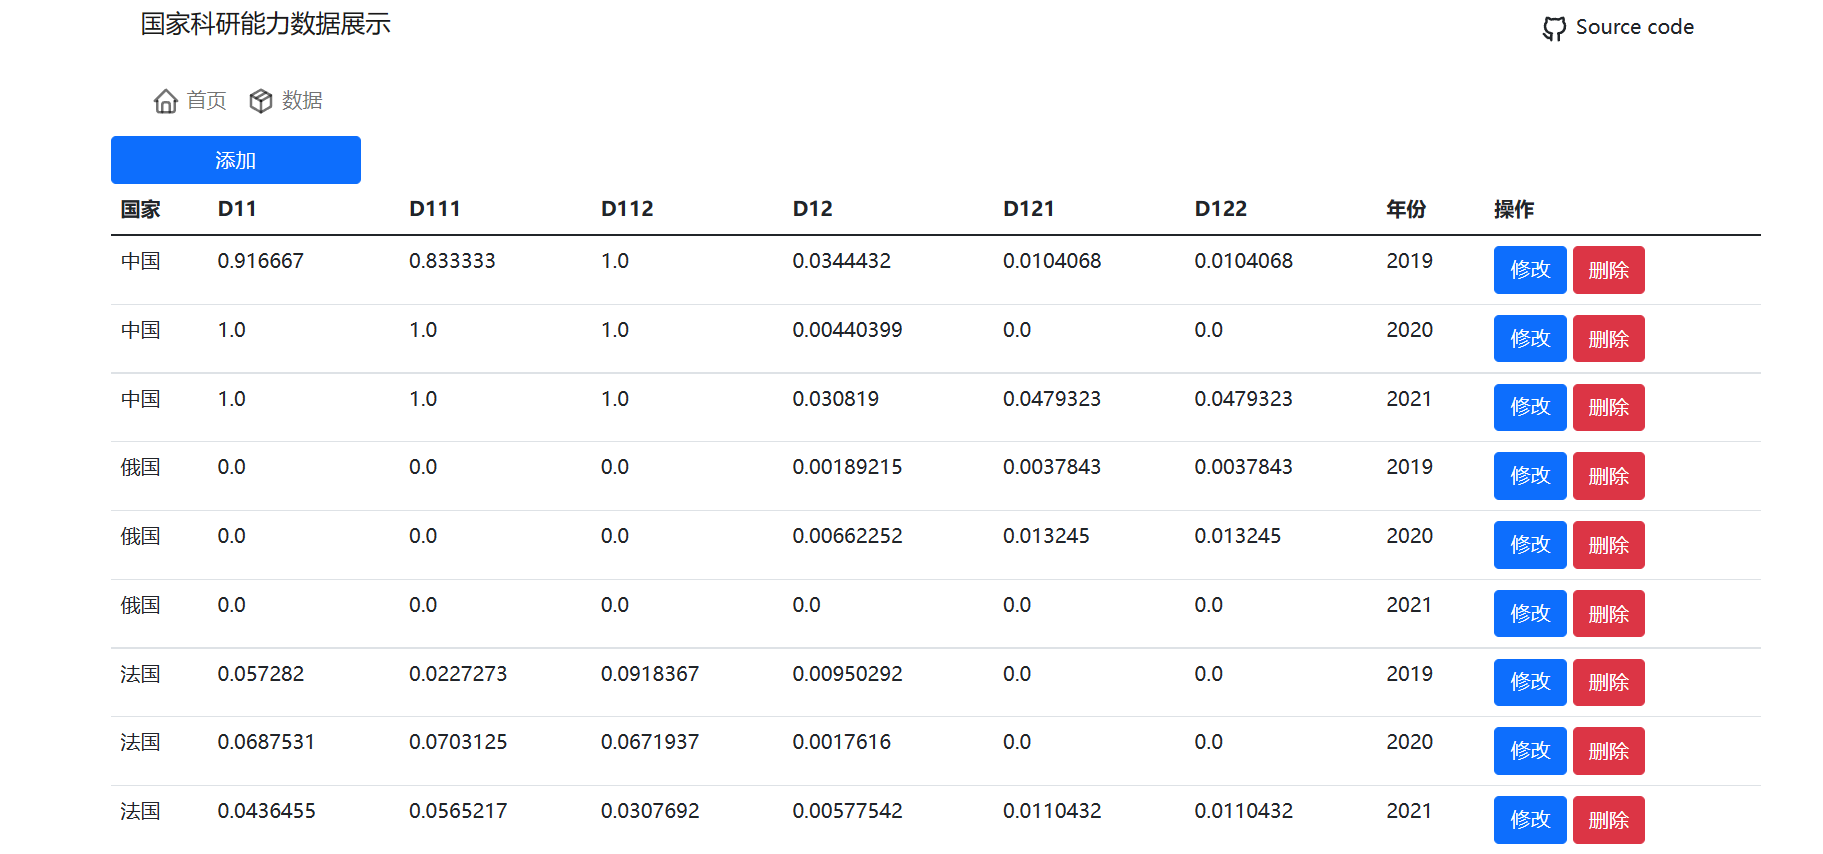 国家科研能力数据展示
Source code
首页 数据
添加
国家 D11 D111 D112 D12 D121 D122 年份 操作
中国 0.916667 0.833333 1.0 0.0344432 0.0104068 0.0104068 2019 修改 删除
中国 1.0 1.0 1.0 0.00440399 0.0 0.0 2020 修改 删除
中国 1.0 1.0 1.0 0.030819 0.0479323 0.0479323 2021 修改 删除
俄国 0.0 0.0 0.0 0.00189215 0.0037843 0.0037843 2019 修改 删除
俄国 0.0 0.0 0.0 0.00662252 0.013245 0.013245 2020 修改 删除
俄国 0.0 0.0 0.0 0.0 0.0 0.0 2021 修改 删除
法国 0.057282 0.0227273 0.0918367 0.00950292 0.0 0.0 2019 修改 删除
法国 0.0687531 0.0703125 0.0671937 0.0017616 0.0 0.0 2020 修改 删除
法国 0.0436455 0.0565217 0.0307692 0.00577542 0.0110432 0.0110432 2021 修改 删除